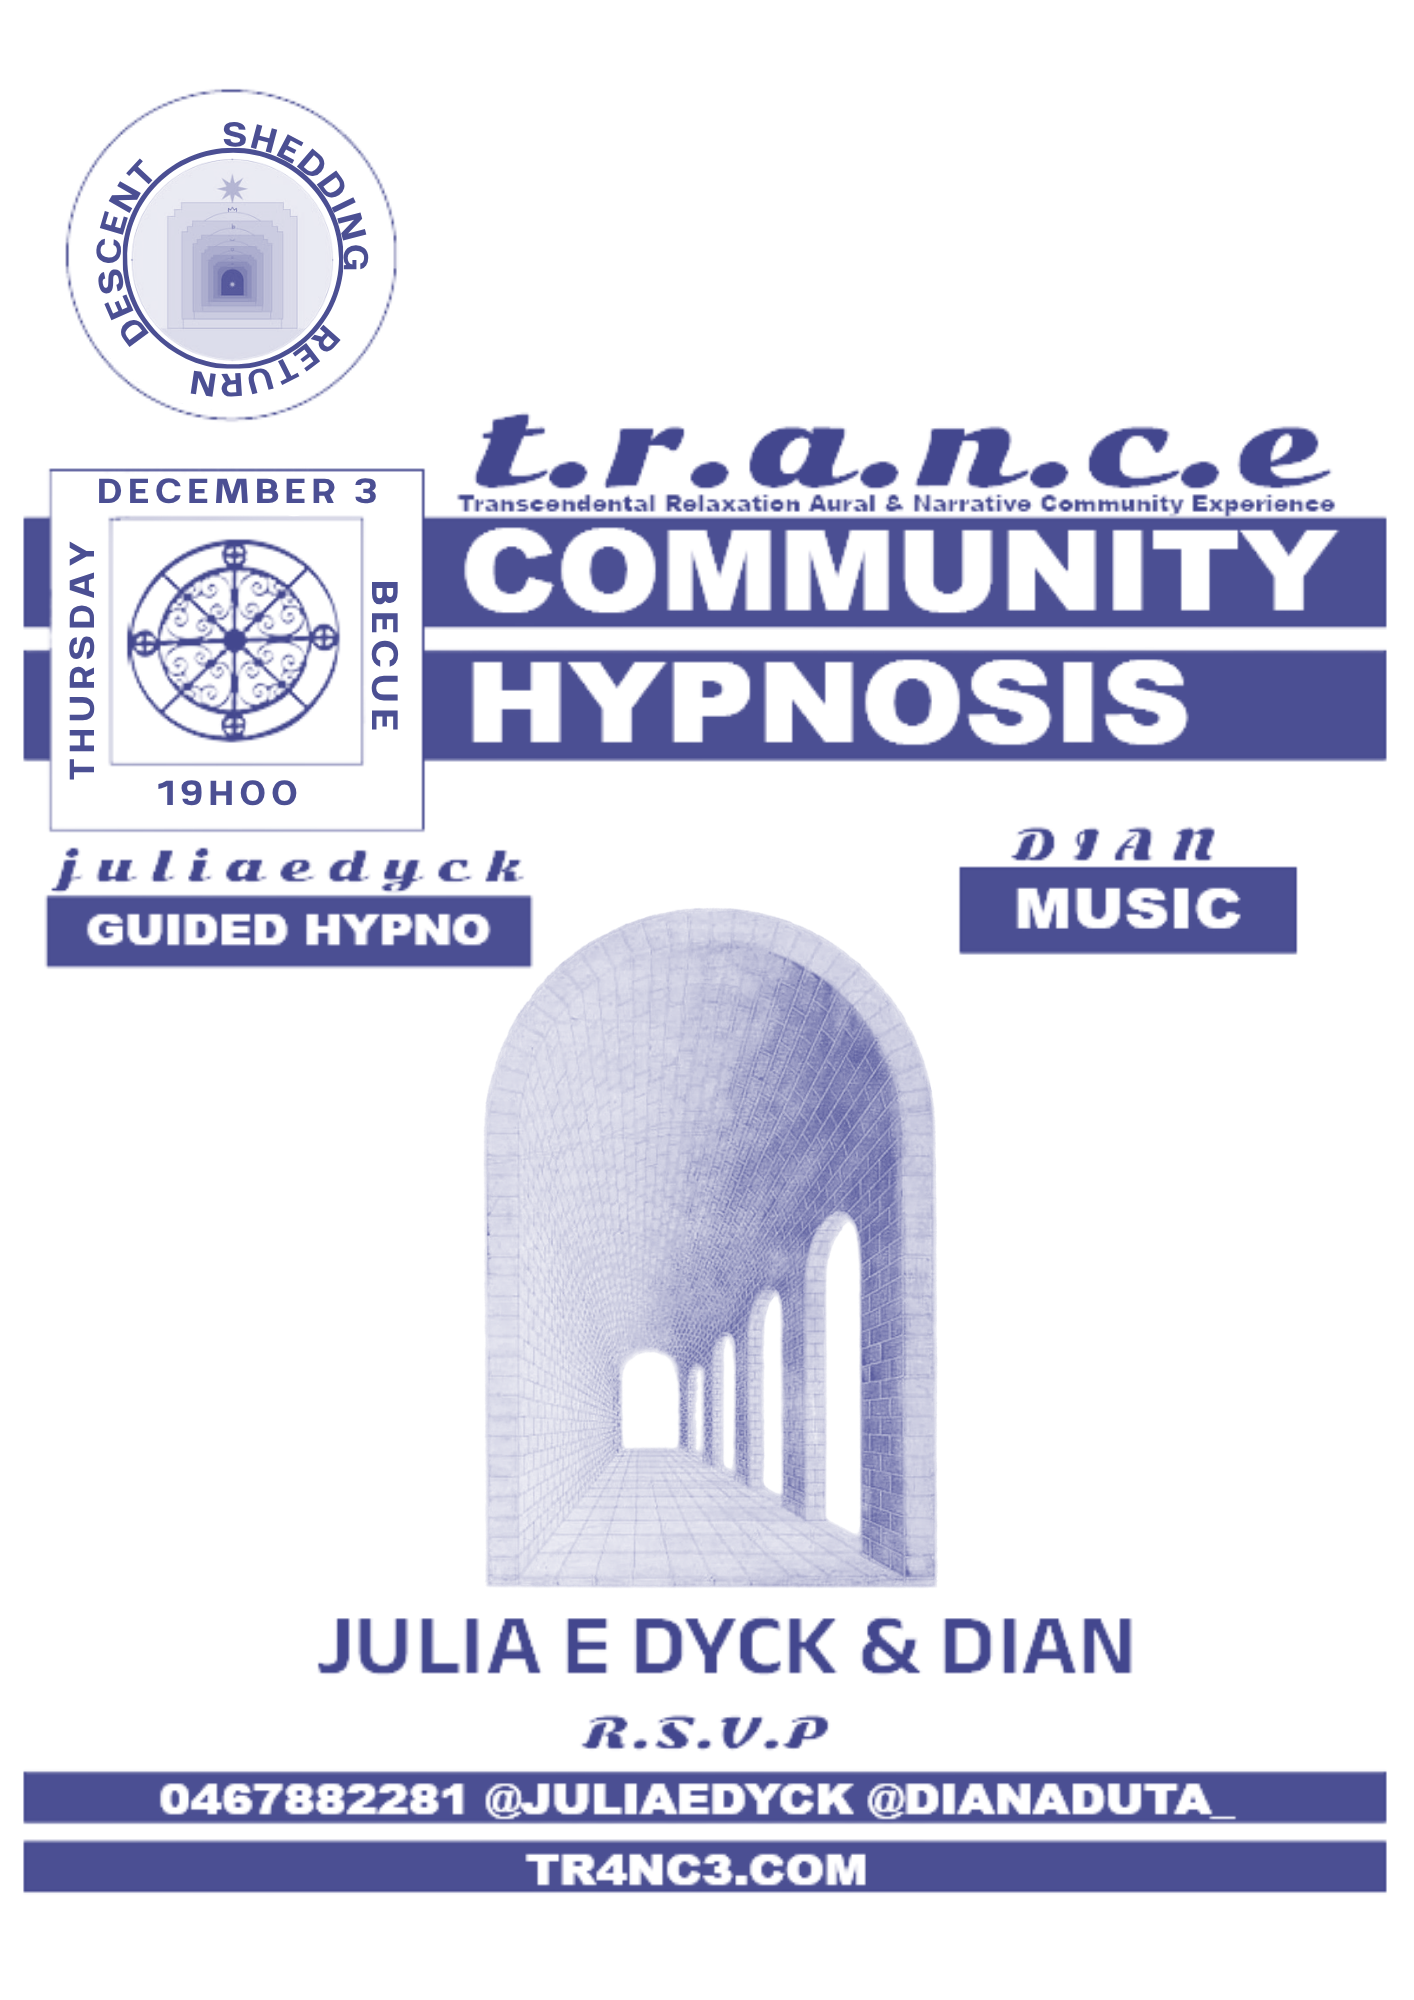 DESCENT
SHEDDING
RETURN
t.r.a.n.c.e
Transcendental Relaxation Aural & Narrative Community Experience
COMMUNITY
HYPNOSIS
DECEMBER 3
THURSDAY
BECUE
19H00
juliaedyck
GUIDED HYPNO
DIAN
MUSIC
JULIA E DYCK & DIAN
R.S.V.P
0467882281 @JULIAEDYCK @DIANADUTA_
TR4NC3.COM